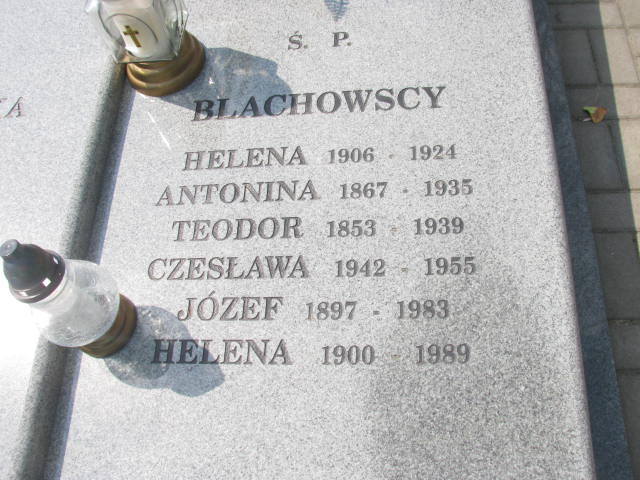 Ś. P.
BLACHOWSCY
HELENA 1906 - 1924
ANTONINA 1867 - 1935
TEODOR 1853 - 1939
CZESŁAWA 1942 - 1955
JÓZEF 1897 - 1983
HELENA 1900 - 1989